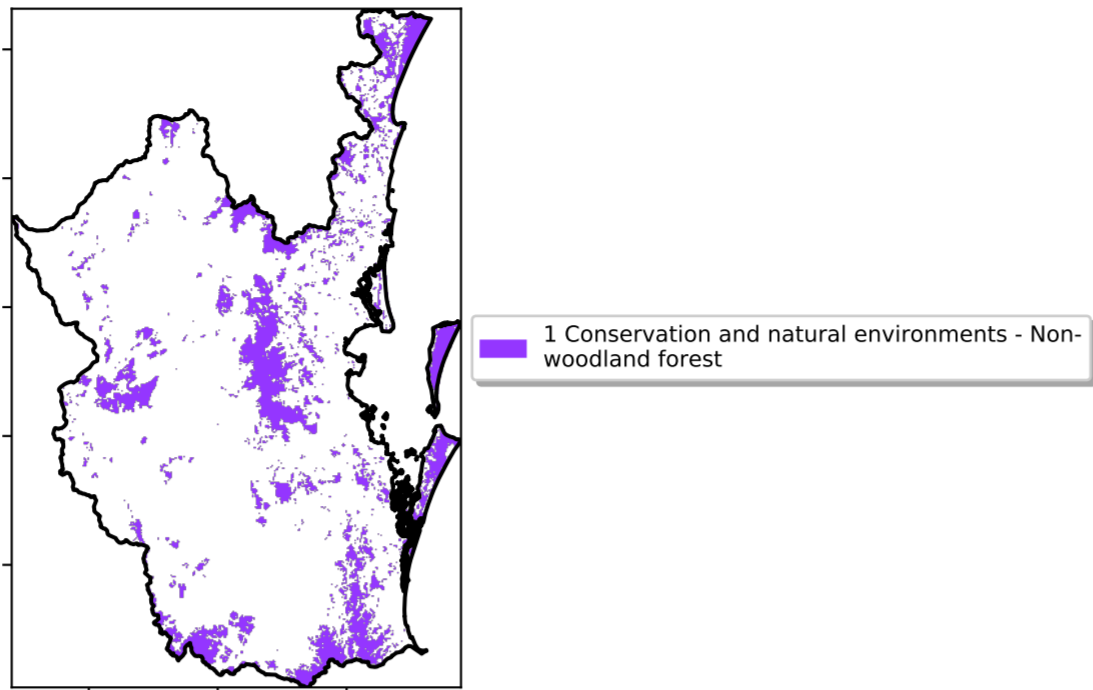 1 Conservation and natural environments - Non-
woodland forest